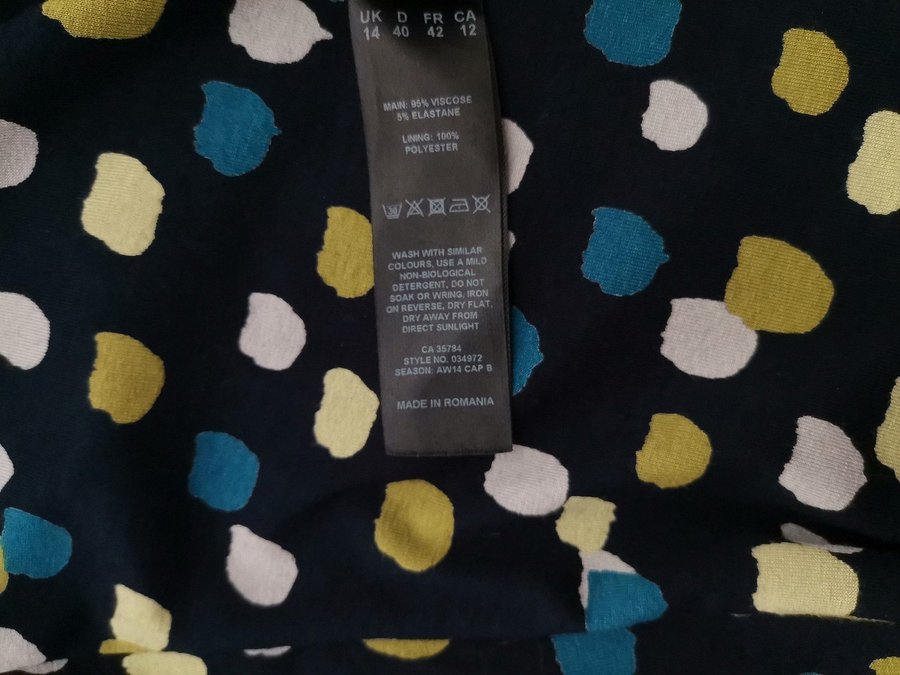 UK D FR CA
14 40 42 12
MAIN: 95% VISCOSE
5% ELASTANE
LINING: 100%
POLYESTER
30
WASH WITH SIMILAR
COLOURS, USE A MILD
NON-BIOLOGICAL
DETERGENT, DO NOT
SOAK OR WRING, IRON
ON REVERSE, DRY FLAT,
DRY AWAY FROM
DIRECT SUNLIGHT
CA 35784
STYLE NO. 034972
SEASON: AW14 CAP B
MADE IN ROMANIA